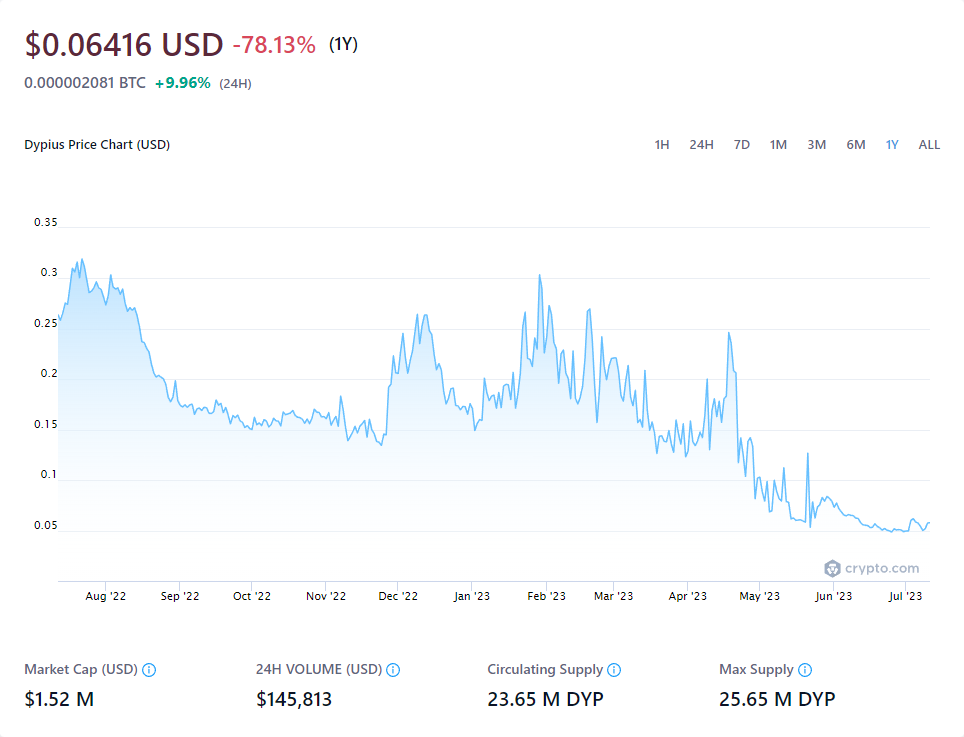 $0.06416 USD -78.13% (1Y)
0.000002081 BTC +9.96% (24H)
Dypius Price Chart (USD) 1H 24H 7D 1M 3M 6M 1Y ALL
0.35
0.3
0.25
0.2
0.15
0.1
0.05
crypto.com
Aug '22 Sep '22 Oct '22 Nov '22 Dec '22 Jan '23 Feb '23 Mar '23 Apr '23 May '23 Jun '23 Jul '23
Market Cap (USD) 24H VOLUME (USD) Circulating Supply Max Supply
$1.52 M $145,813 23.65 M DYP 25.65 M DYP